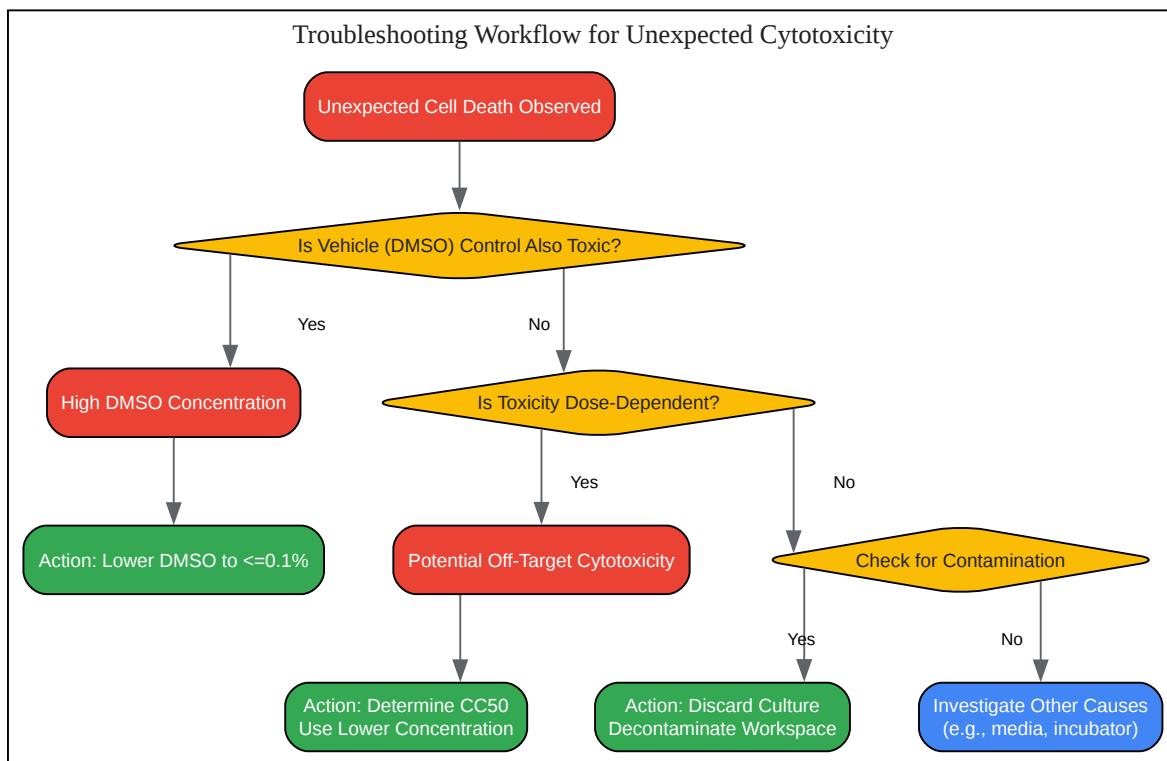 Troubleshooting Workflow for Unexpected Cytotoxicity
Unexpected Cell Death Observed
Is Vehicle (DMSO) Control Also Toxic?
Yes
No
High DMSO Concentration
Is Toxicity Dose-Dependent?
Yes
No
Action: Lower DMSO to <=0.1%
Potential Off-Target Cytotoxicity
Check for Contamination
Yes
No
Action: Determine CC50
Use Lower Concentration
Action: Discard Culture
Decontaminate Workspace
Investigate Other Causes
(e.g., media, incubator)